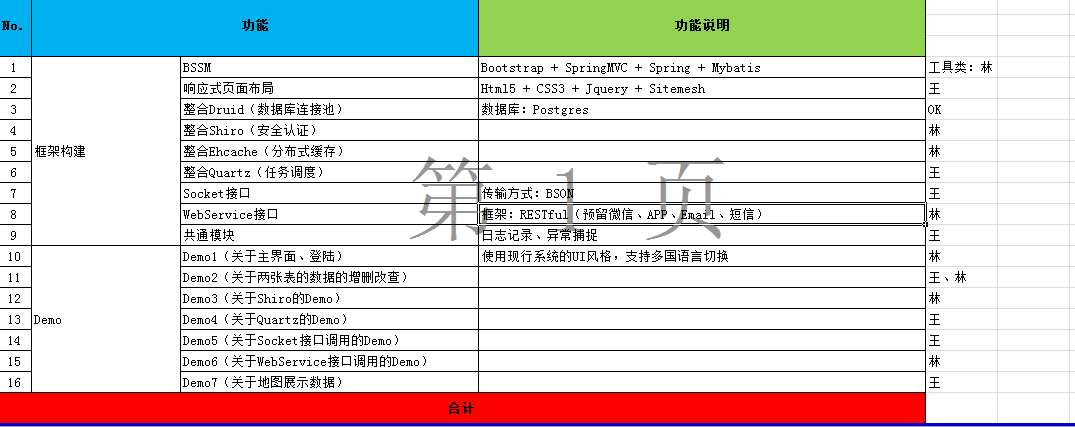 No. 功能 功能说明
1 BSSM Bootstrap + SpringMVC + Spring + Mybatis 工具类：林
2 响应式页面布局 Html5 + CSS3 + Jquery + Sitemesh 王
3 整合Druid（数据库连接池） 数据库：Postgres OK
4 整合Shiro（安全认证） 林
5 框架构建 整合Ehcache（分布式缓存） 林
6 整合Quartz（任务调度） 王
7 Socket接口 传输方式：BSON 王
8 WebService接口 框架：RESTful（预留微信、APP、Email、短信） 林
9 共通模块 日志记录、异常捕捉 王
第 1 页
10 Demo1（关于主界面、登陆） 使用现行系统的UI风格，支持多国语言切换 林
11 Demo2（关于两张表的数据的增删改查） 王、林
12 Demo3（关于Shiro的Demo） 林
13 Demo Demo4（关于Quartz的Demo） 王
14 Demo5（关于Socket接口调用的Demo） 王
15 Demo6（关于WebService接口调用的Demo） 林
16 Demo7（关于地图展示数据） 王
合计